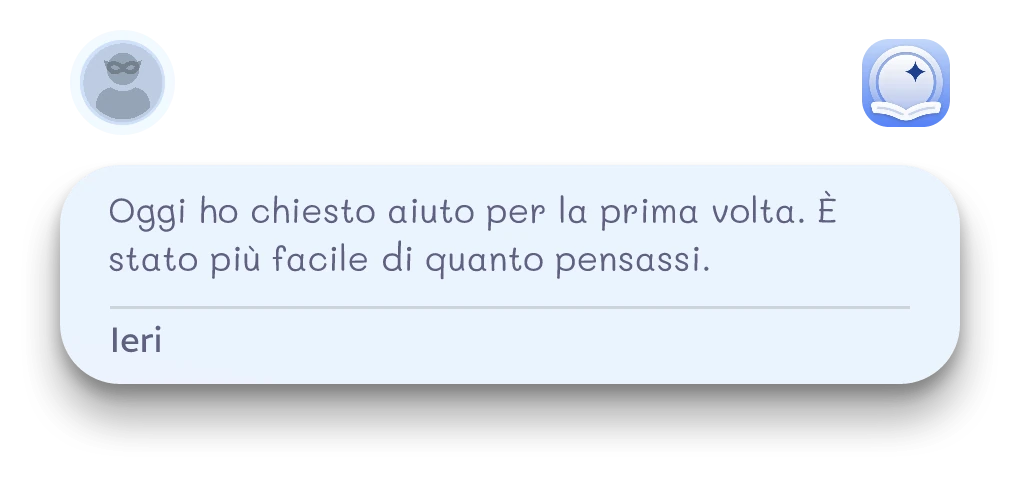 Oggi ho chiesto aiuto per la prima volta. È
stato più facile di quanto pensassi.
Ieri